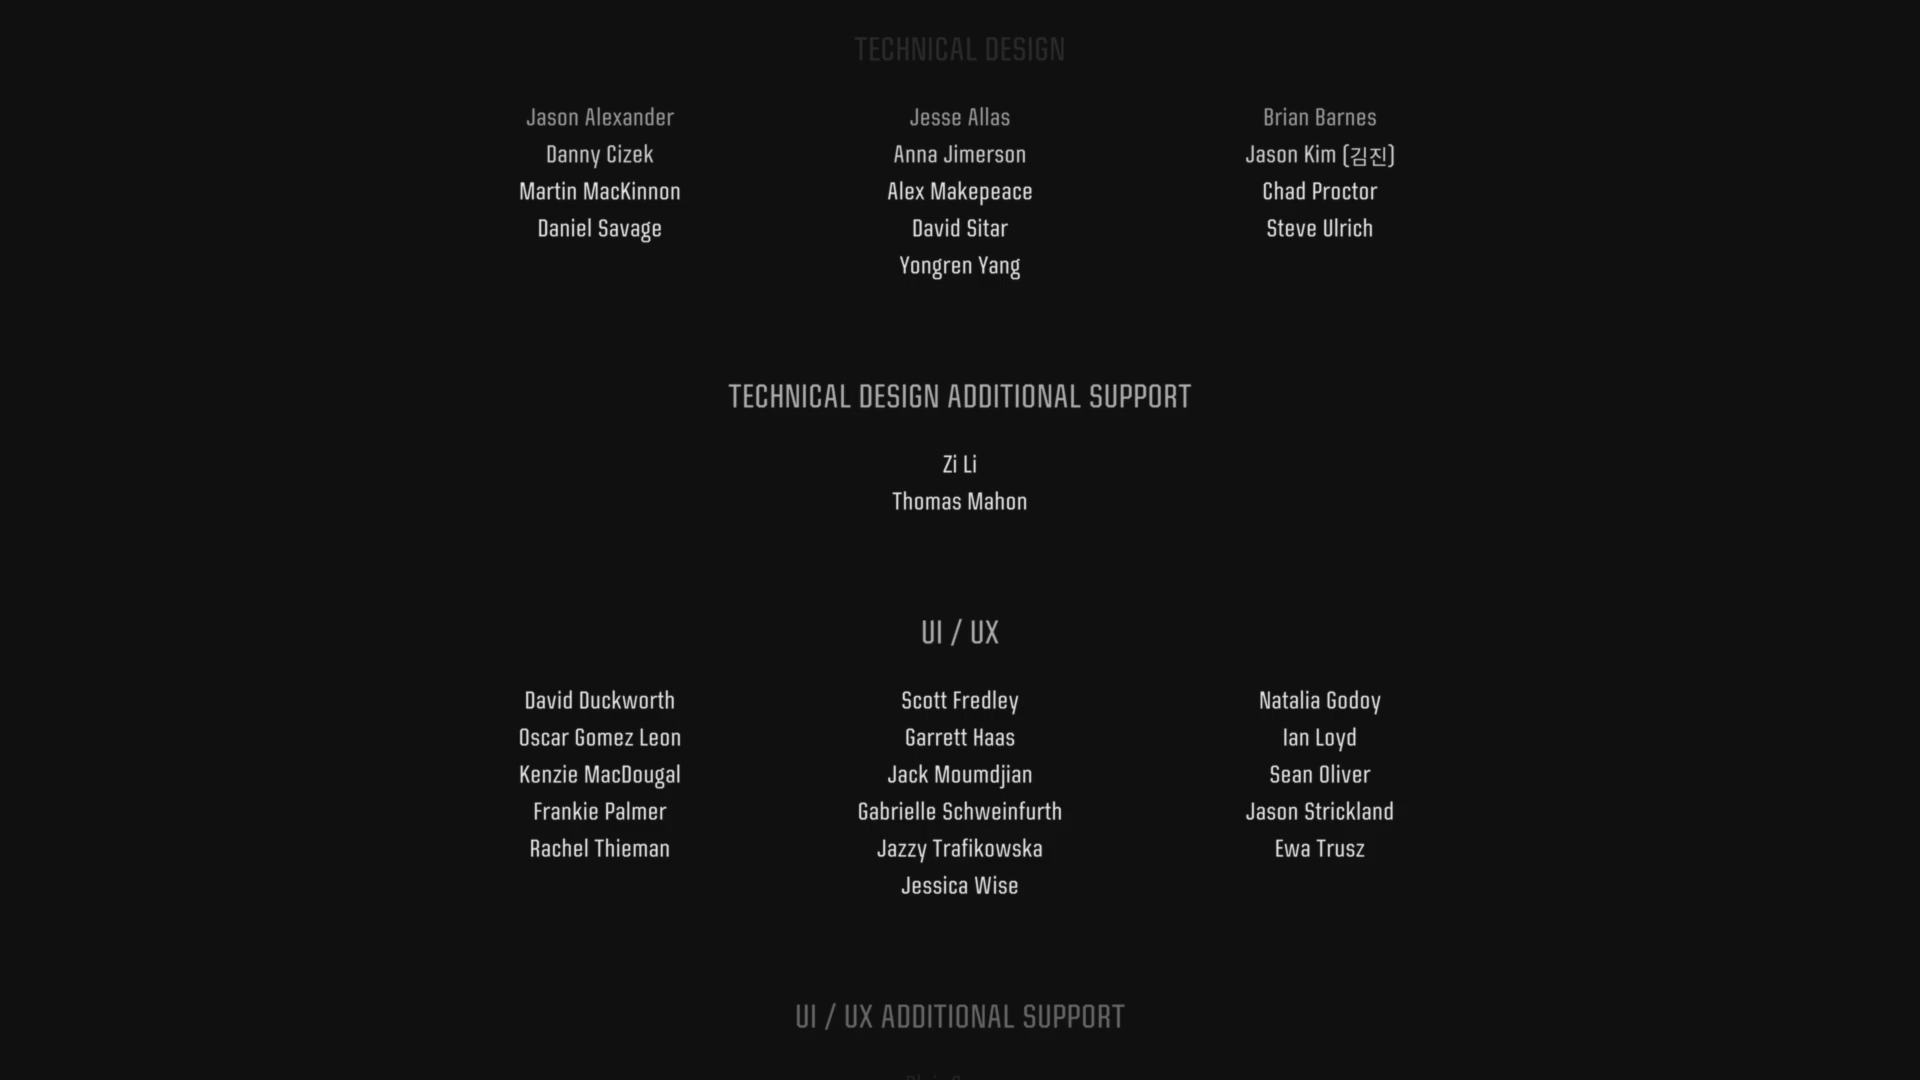 TECHNICAL DESIGN
Jason Alexander Jesse Allas Brian Barnes
Danny Cizek Anna Jimerson Jason Kim (김진)
Martin MacKinnon Alex Makepeace Chad Proctor
Daniel Savage David Sitar Steve Ulrich
Yongren Yang
TECHNICAL DESIGN ADDITIONAL SUPPORT
Zi Li
Thomas Mahon
UI / UX
David Duckworth Scott Fredley Natalia Godoy
Oscar Gomez Leon Garrett Haas Ian Loyd
Kenzie MacDougal Jack Moumdjian Sean Oliver
Frankie Palmer Gabrielle Schweinfurth Jason Strickland
Rachel Thieman Jazzy Trafikowska Ewa Trusz
Jessica Wise
UI / UX ADDITIONAL SUPPORT